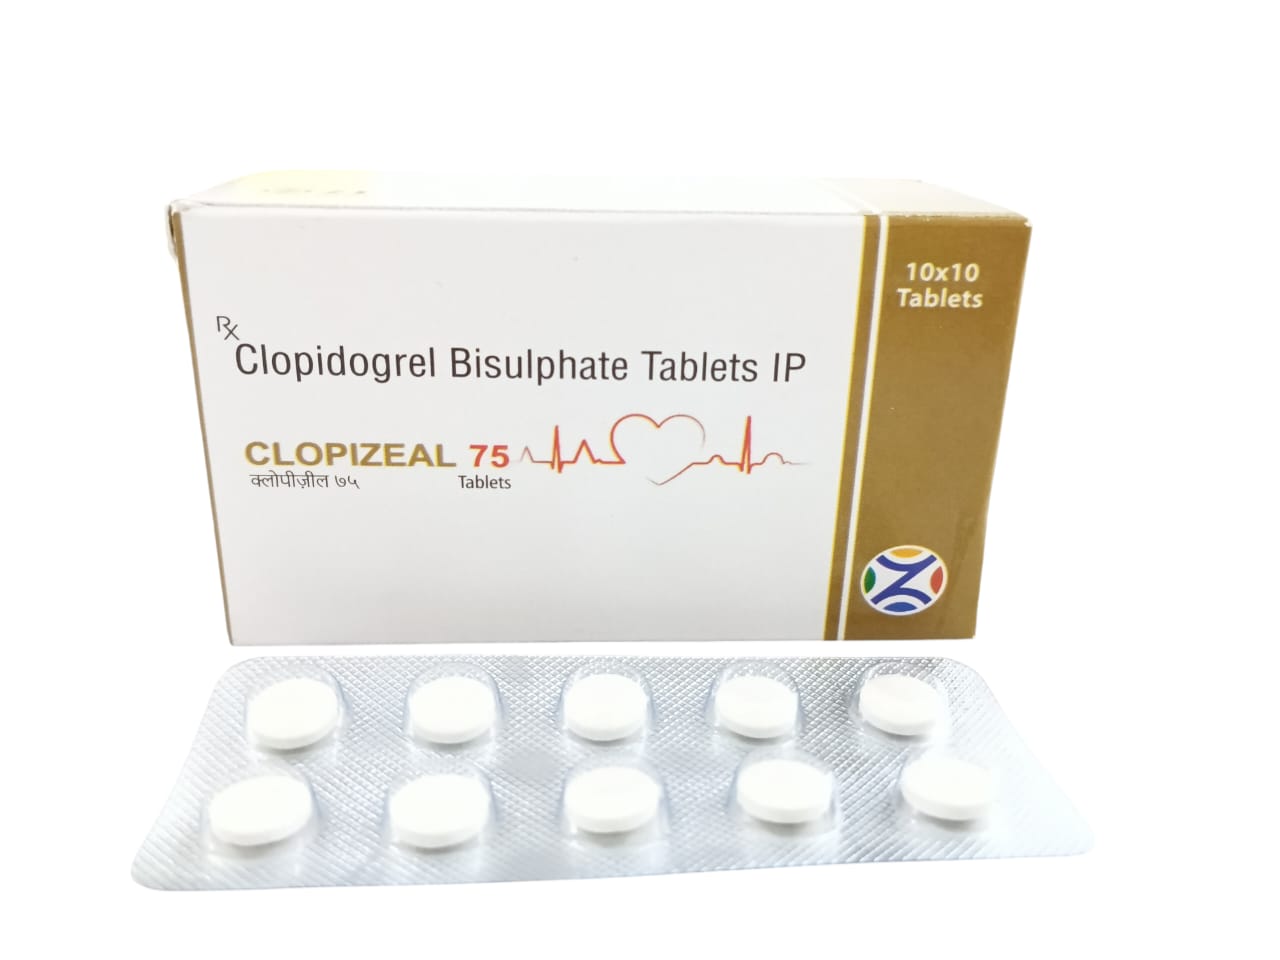 10x10
Tablets
Rx
Clopidogrel Bisulphate Tablets IP
CLOPIZEAL 75
क्लोपीज़ील ७५ Tablets